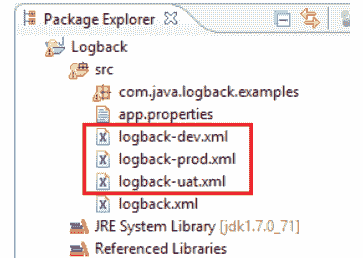 Package Explorer
Logback
src
com.java.logback.examples
app.properties
logback-dev.xml
logback-prod.xml
logback-uat.xml
logback.xml
JRE System Library [jdk1.7.0_71]
Referenced Libraries